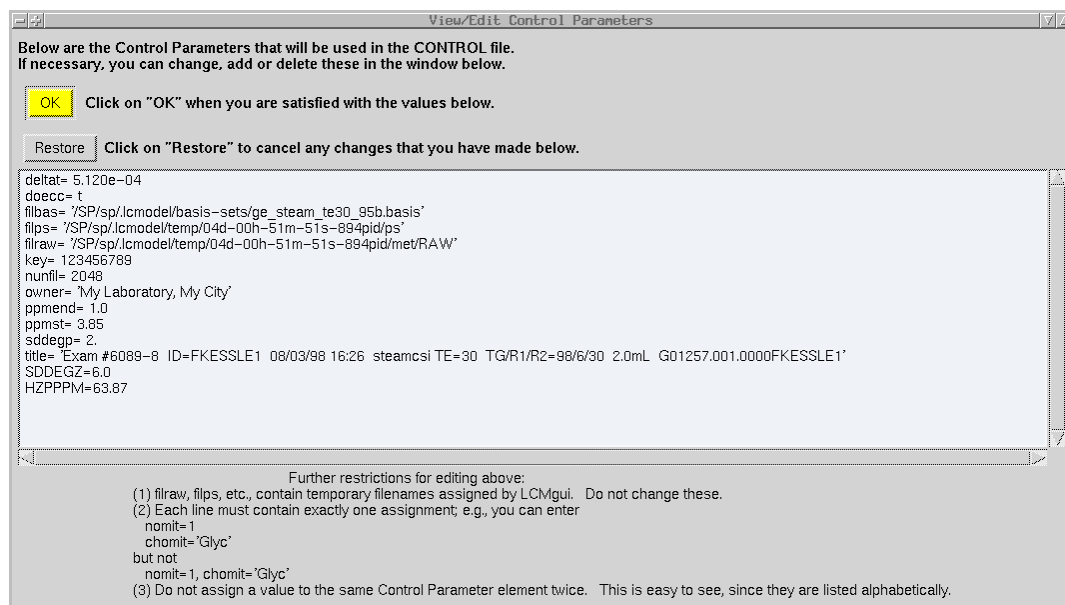 View/Edit Control Parameters
Below are the Control Parameters that will be used in the CONTROL file.
If necessary, you can change, add or delete these in the window below.
OK Click on "OK" when you are satisfied with the values below.
Restore Click on "Restore" to cancel any changes that you have made below.
deltat= 5.120e-04
doecc= t
filbas= '/SP/sp/.lcmodel/basis-sets/ge_steam_te30_95b.basis'
filps= '/SP/sp/.lcmodel/temp/04d-00h-51m-51s-894pid/ps'
filraw= '/SP/sp/.lcmodel/temp/04d-00h-51m-51s-894pid/met/RAW'
key= 123456789
nunfil= 2048
owner= 'My Laboratory, My City'
ppmend= 1.0
ppmst= 3.85
sddegp= 2.
title= 'Exam #6089-8 ID=FKESSLE1 08/03/98 16:26 steamcsi TE=30 TG/R1/R2=98/6/30 2.0mL G01257.001.0000FKESSLE1'
SDDEGZ=6.0
HZPPPM=63.87
Further restrictions for editing above:
(1) filraw, filps, etc., contain temporary filenames assigned by LCMgui. Do not change these.
(2) Each line must contain exactly one assignment; e.g., you can enter
nomit=1
chomit='Glyc'
but not
nomit=1, chomit='Glyc'
(3) Do not assign a value to the same Control Parameter element twice. This is easy to see, since they are listed alphabetically.